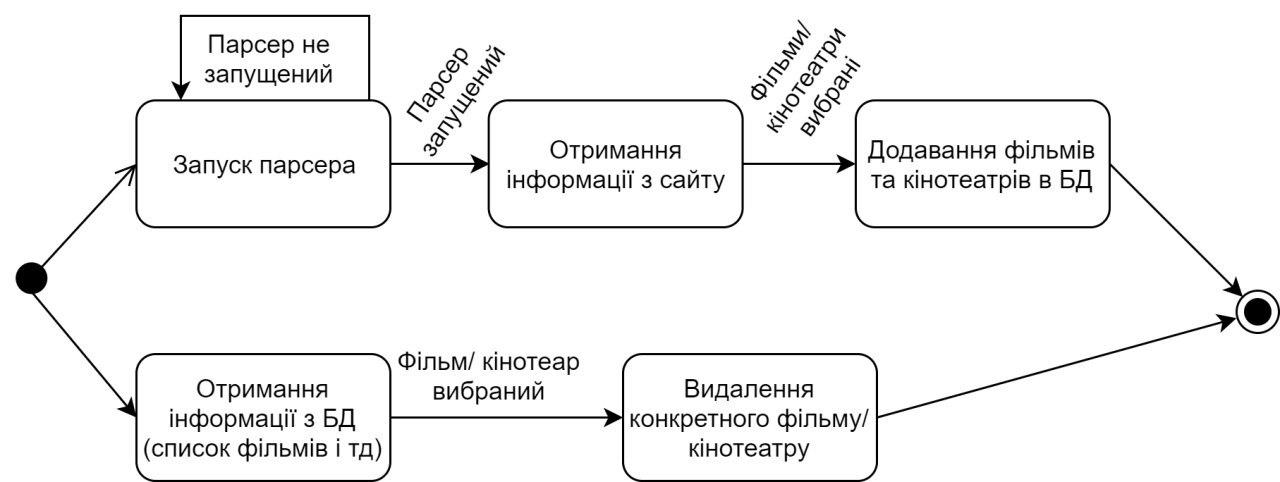 Парсер не
запущений
Парсер
запущений
Фільми/
кінотеатри
вибрані
Запуск парсера
Отримання
інформації з сайту
Додавання фільмів
та кінотеатрів в БД
Отримання
інформації з БД
(список фільмів і тд)
Фільм/ кінотеар
вибраний
Видалення
конкретного фільму/
кінотеатру